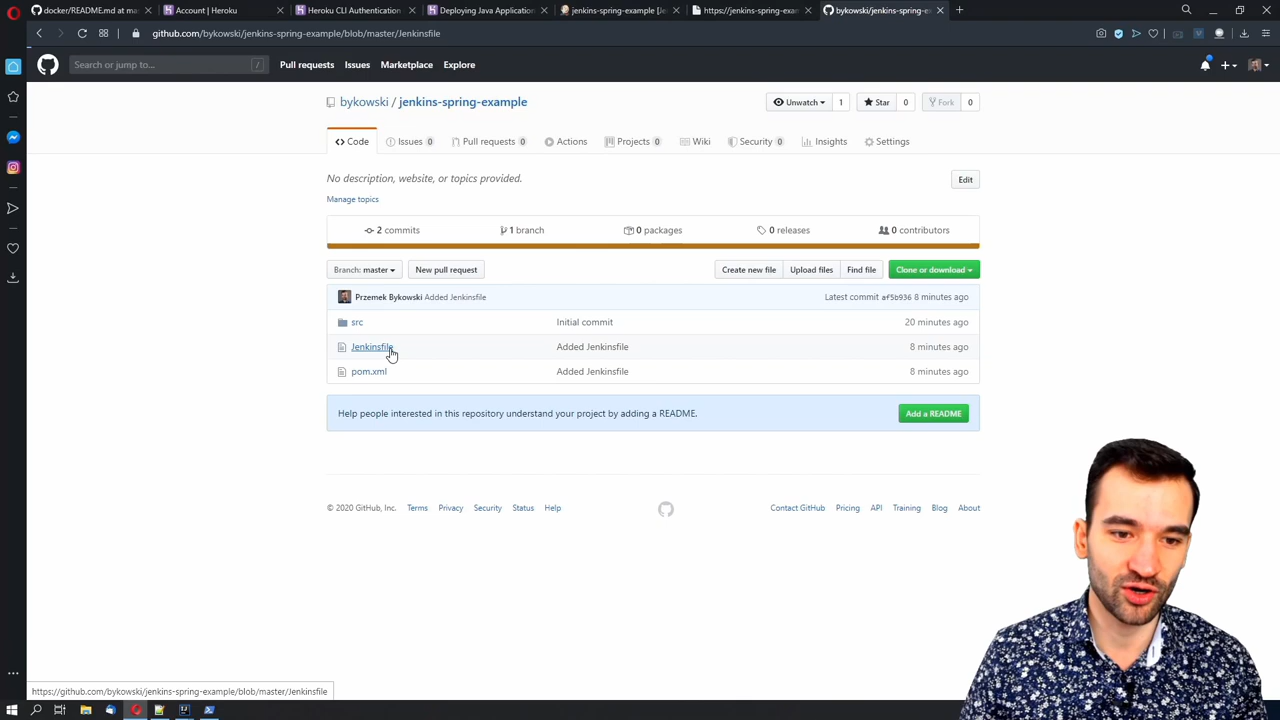 docker/README.md at mas
Account | Heroku
Heroku CLI Authentication
Deploying Java Application
jenkins-spring-example [Je
https://jenkins-spring-exam
bykowski/jenkins-spring-e
github.com/bykowski/jenkins-spring-example/blob/master/Jenkinsfile
Search or jump to...
/
Pull requests
Issues
Marketplace
Explore
bykowski / jenkins-spring-example
Unwatch 1
Star 0
Fork 0
Code
Issues 0
Pull requests 0
Actions
Projects 0
Wiki
Security 0
Insights
Settings
No description, website, or topics provided.
Edit
Manage topics
2 commits
1 branch
0 packages
0 releases
0 contributors
Branch: master
New pull request
Create new file
Upload files
Find file
Clone or download
Przemek Bykowski Added Jenkinsfile
Latest commit af5b936 8 minutes ago
src
Initial commit
20 minutes ago
Jenkinsfile
Added Jenkinsfile
8 minutes ago
pom.xml
Added Jenkinsfile
8 minutes ago
Help people interested in this repository understand your project by adding a README.
Add a README
© 2020 GitHub, Inc.
Terms
Privacy
Security
Status
Help
Contact GitHub
Pricing
API
Training
Blog
About
https://github.com/bykowski/jenkins-spring-example/blob/master/Jenkinsfile